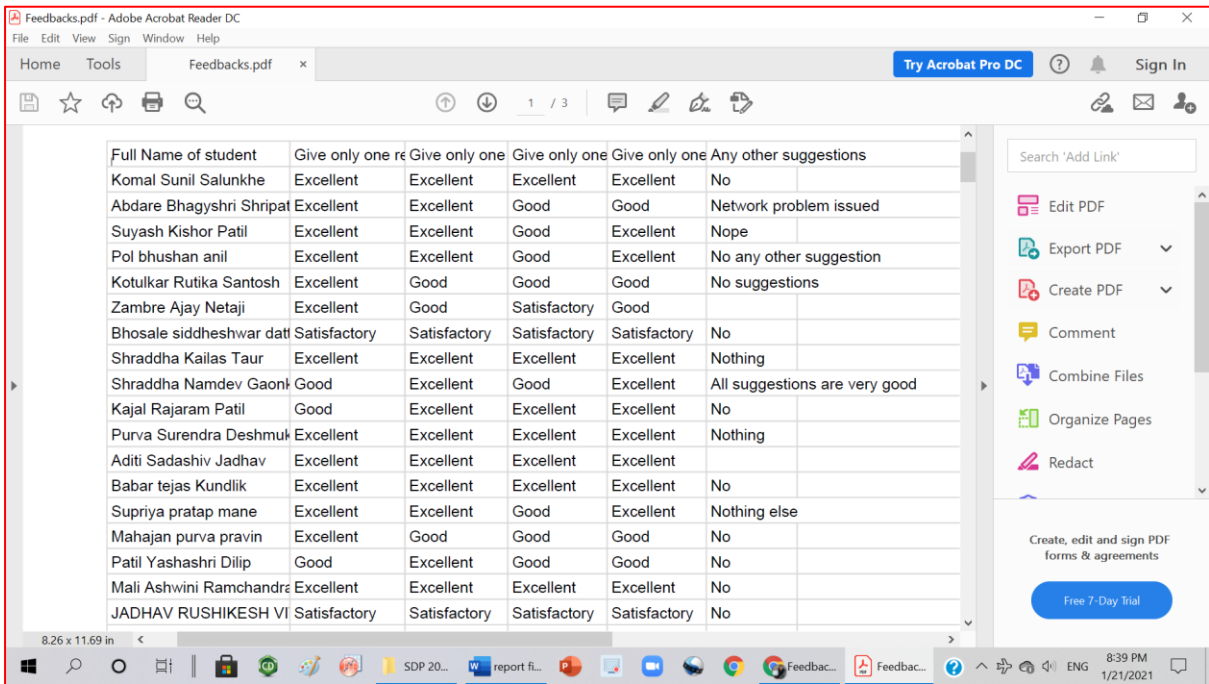 Feedbacks.pdf - Adobe Acrobat Reader DC
File Edit View Sign Window Help
Home Tools Feedbacks.pdf × Try Acrobat Pro DC ? Sign In
1 / 3
Full Name of student Give only one re Give only one Give only one Give only one Any other suggestions
Komal Sunil Salunkhe Excellent Excellent Excellent Excellent No
Abdare Bhagyshri Shripat Excellent Excellent Good Good Network problem issued
Suyash Kishor Patil Excellent Excellent Good Excellent Nope
Pol bhushan anil Excellent Excellent Good Good No any other suggestion
Kotulkar Rutika Santosh Excellent Good Good Good No suggestions
Zambre Ajay Netaji Excellent Good Satisfactory Good
Bhosale siddheshwar datt Satisfactory Satisfactory Satisfactory Satisfactory No
Shraddha Kailas Taur Excellent Excellent Excellent Excellent Nothing
Shraddha Namdev Gaonk Good Excellent Good Excellent All suggestions are very good
Kajal Rajaram Patil Good Excellent Excellent Excellent No
Purva Surendra Deshmuk Excellent Excellent Excellent Excellent Nothing
Aditi Sadashiv Jadhav Excellent Excellent Excellent Excellent
Babar tejas Kundlik Excellent Excellent Excellent Excellent No
Supriya pratap mane Excellent Excellent Good Excellent Nothing else
Mahajan purva pravin Excellent Good Good Good No
Patil Yashashri Dilip Good Excellent Good Good No
Mali Ashwini Ramchandra Excellent Excellent Excellent Excellent No
JADHAV RUSHIKESH VI Satisfactory Satisfactory Satisfactory Satisfactory No
8.26 x 11.69 in
Search 'Add Link'
Edit PDF
Export PDF
Create PDF
Comment
Combine Files
Organize Pages
Redact
Create, edit and sign PDF
forms & agreements
Free 7-Day Trial
SDP 20... report fi... Feedbac... Feedbac... ENG 8:39 PM
1/21/2021